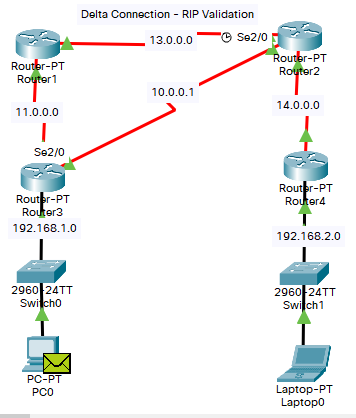 Delta Connection - RIP Validation
13.0.0.0
Se2/0
Router-PT
Router1
Router-PT
Router2
10.0.0.1
11.0.0.0
14.0.0.0
Se2/0
Router-PT
Router3
Router-PT
Router4
192.168.1.0
192.168.2.0
2960-24TT
Switch0
2960-24TT
Switch1
PC-PT
PC0
Laptop-PT
Laptop0